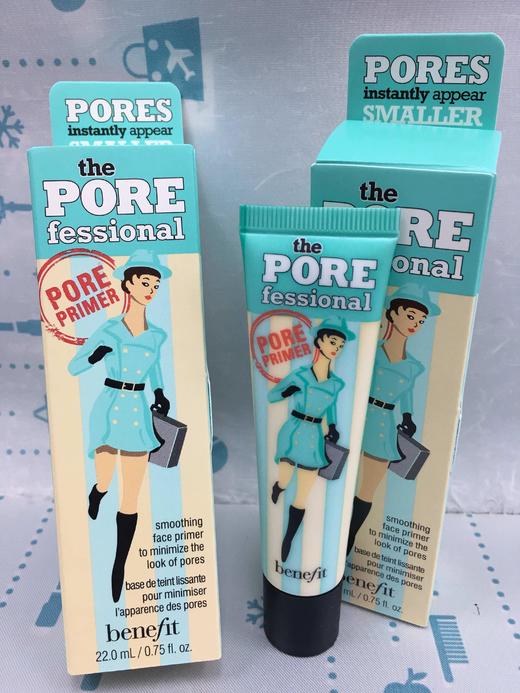 PORES
instantly appear
SMALLER
the
PORE
fessional
PORE
PRIMER
smoothing
face primer
to minimize the
look of pores
base de teint lissante
pour minimiser
l'apparence des pores
benefit
22.0 mL / 0.75 fl. oz.
the
PORE
fessional
PORE
PRIMER
benefit
PORES
instantly appear
SMALLER
the
PORE
onal
smoothing
face primer
to minimize the
look of pores
base de teint lissante
pour minimiser
l'apparence des pores
benefit
mL / 0.75 fl. oz.